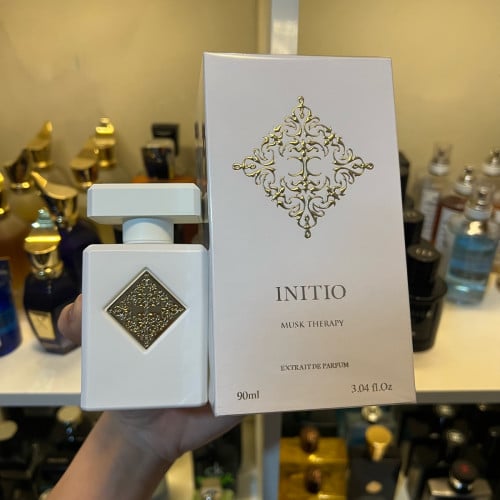 INITIO
MUSK THERAPY
EXTRAIT DE PARFUM
90ml 3.04 fl.Oz